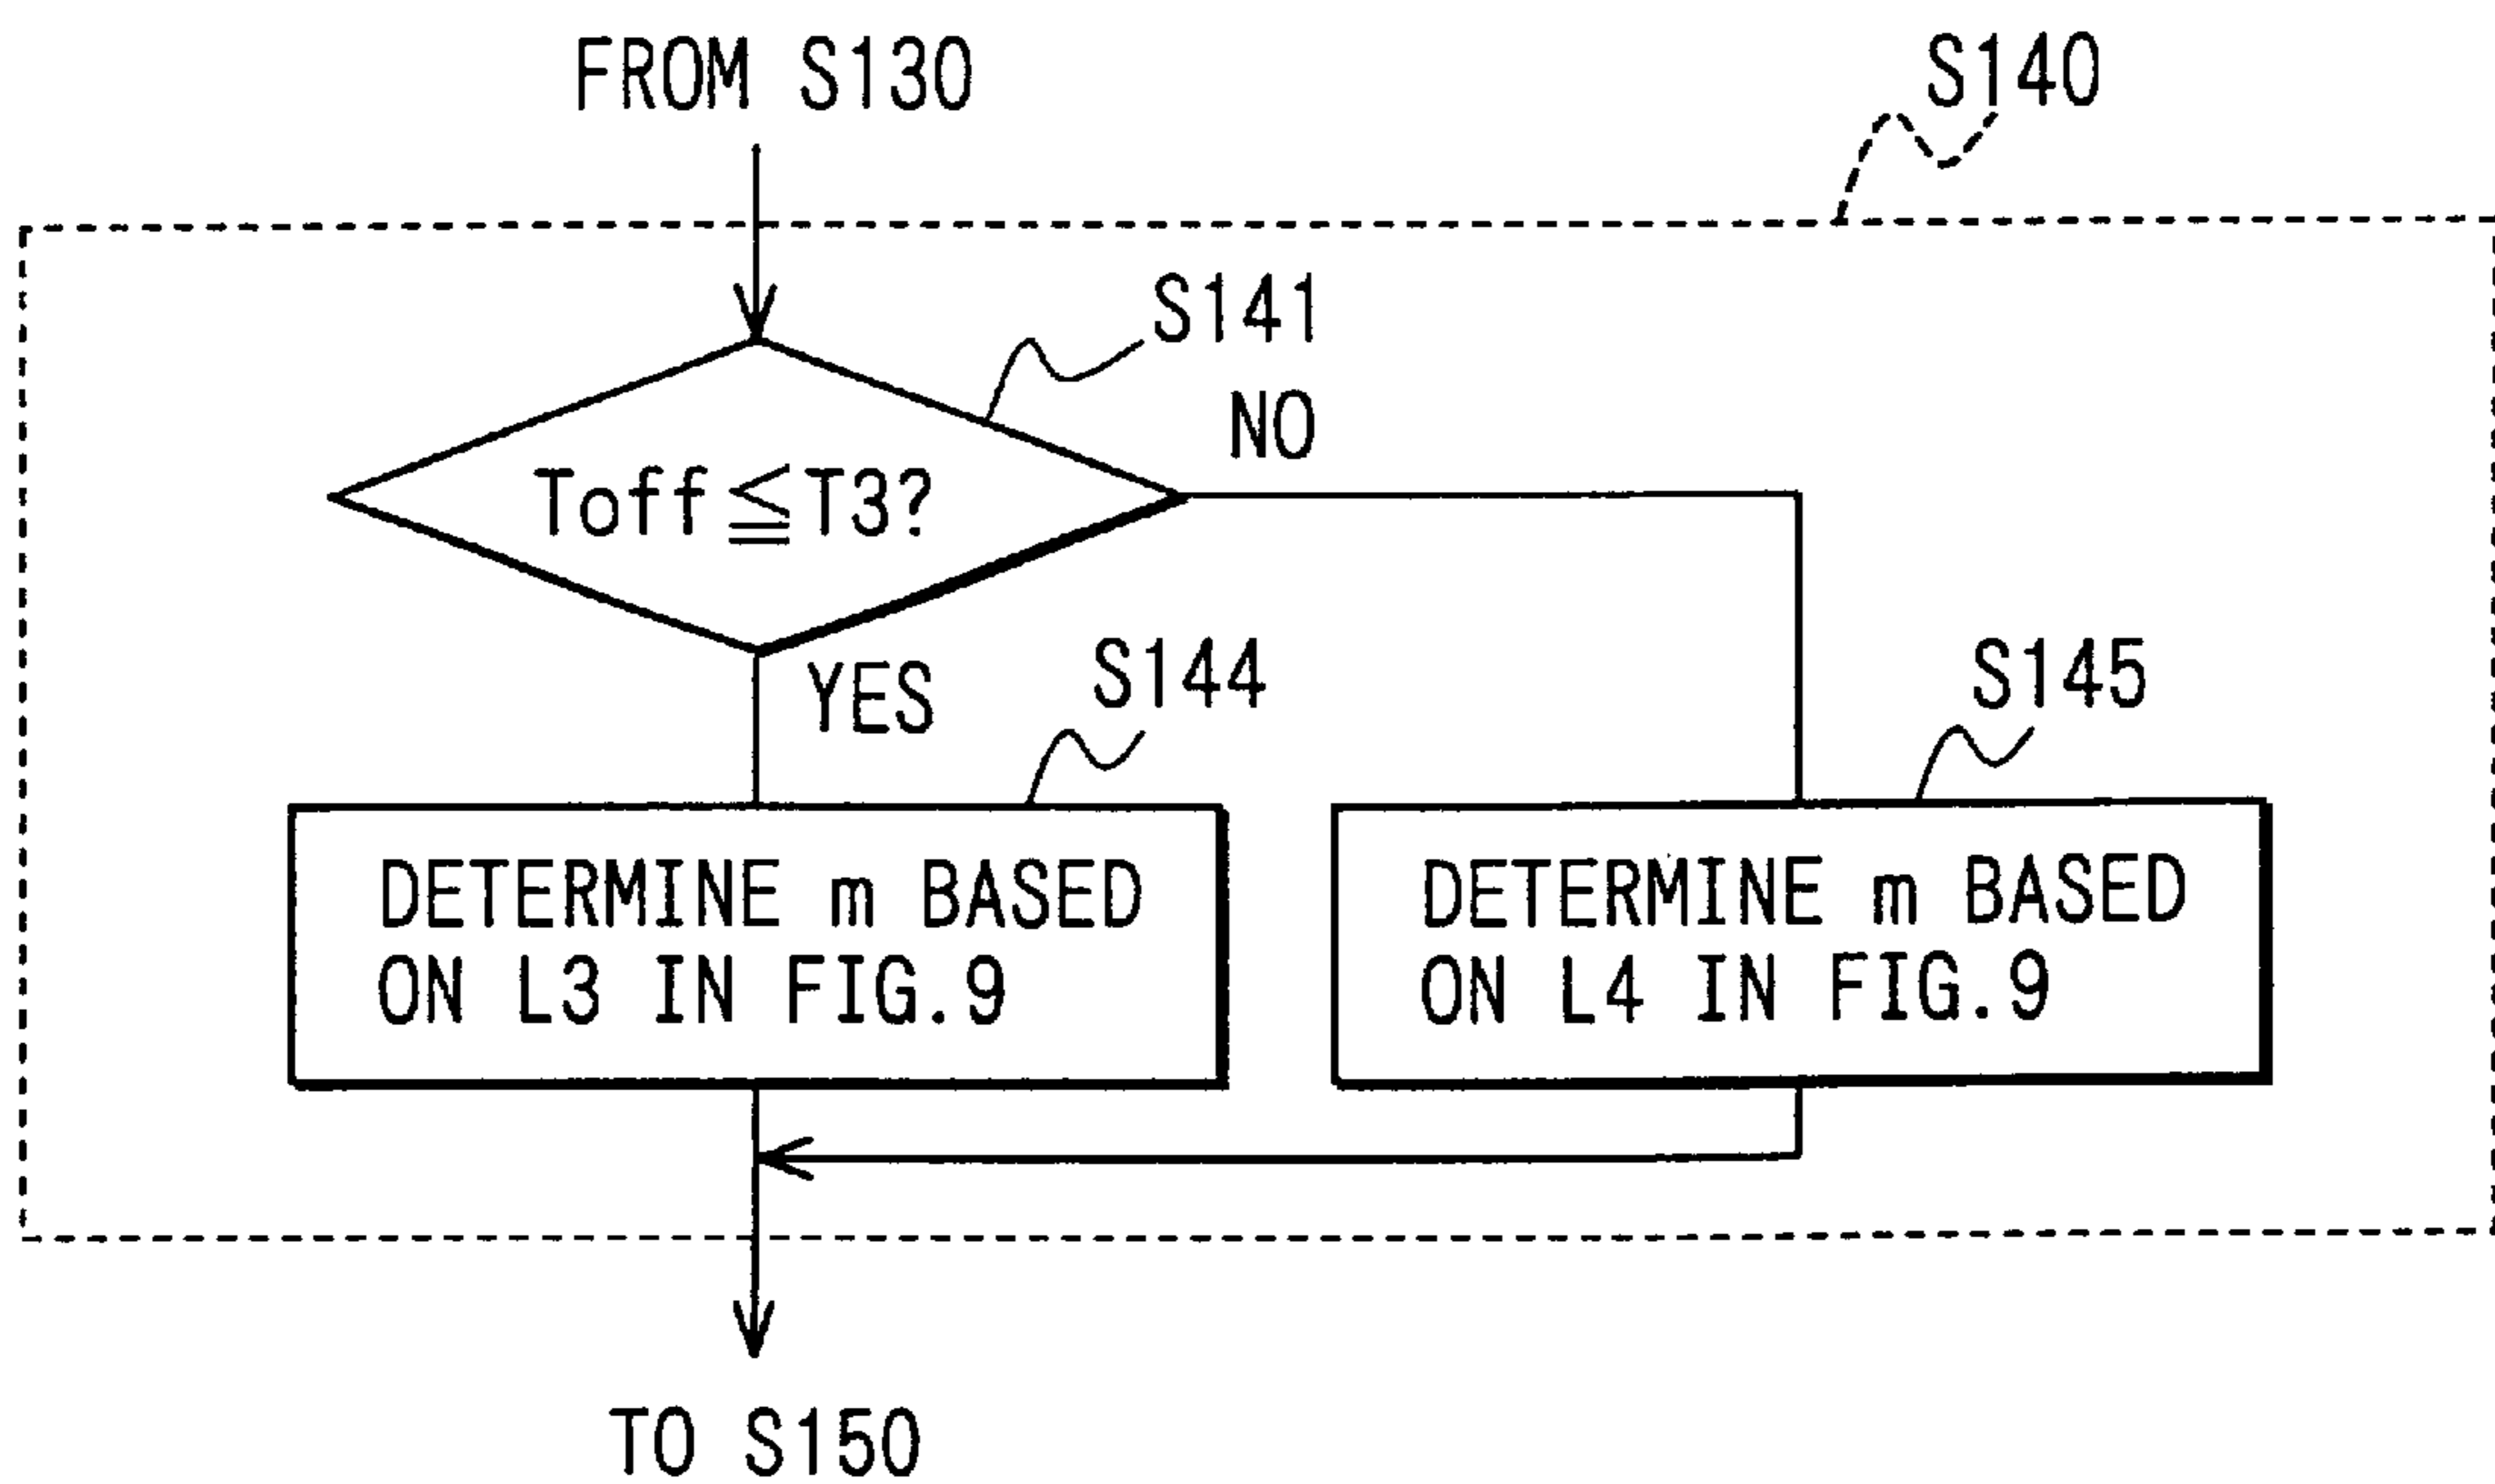 FROM S130
S140
S141
NO
Toff≦T3?
YES
S144
S145
DETERMINE m BASED
ON L3 IN FIG.9
DETERMINE m BASED
ON L4 IN FIG.9
TO S150